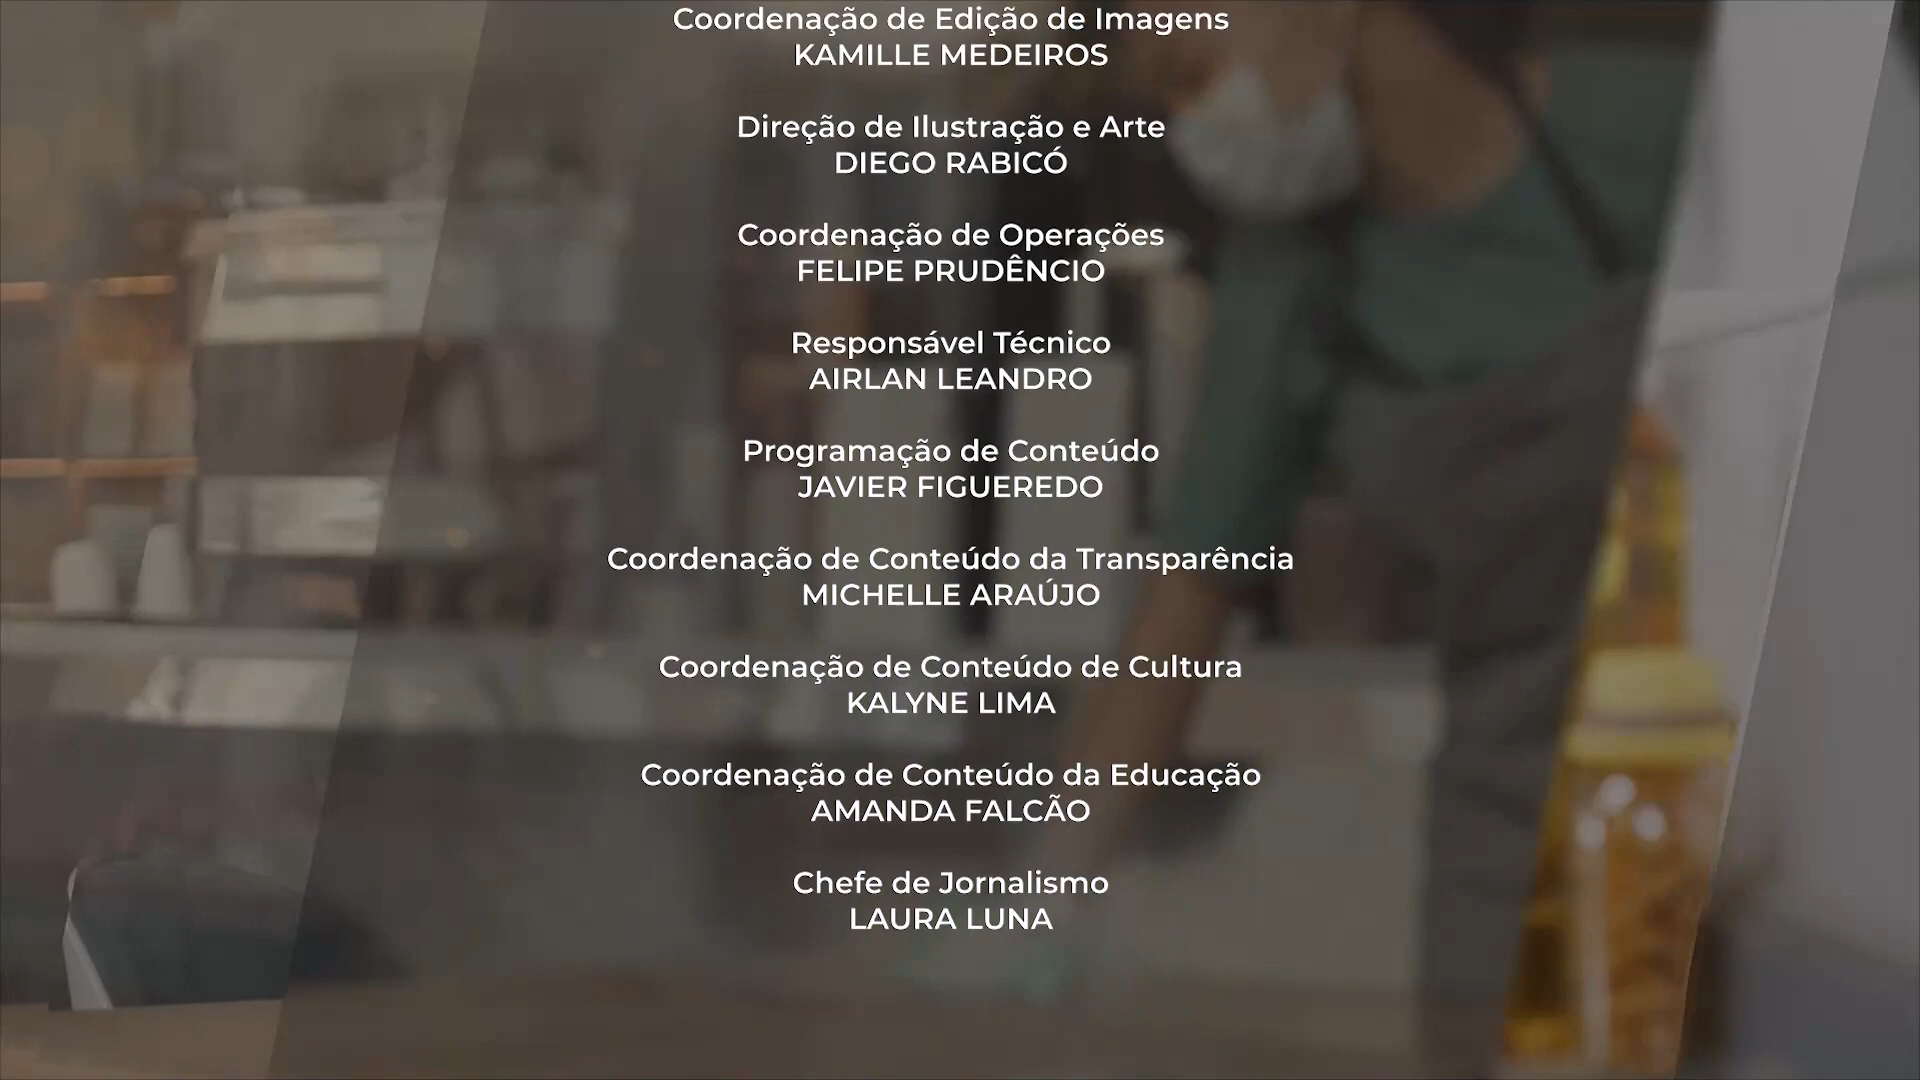 Coordenação de Edição de Imagens
KAMILLE MEDEIROS
Direção de Ilustração e Arte
DIEGO RABICÓ
Coordenação de Operações
FELIPE PRUDÊNCIO
Responsável Técnico
AIRLAN LEANDRO
Programação de Conteúdo
JAVIER FIGUEREDO
Coordenação de Conteúdo da Transparência
MICHELLE ARAÚJO
Coordenação de Conteúdo de Cultura
KALYNE LIMA
Coordenação de Conteúdo da Educação
AMANDA FALCÃO
Chefe de Jornalismo
LAURA LUNA